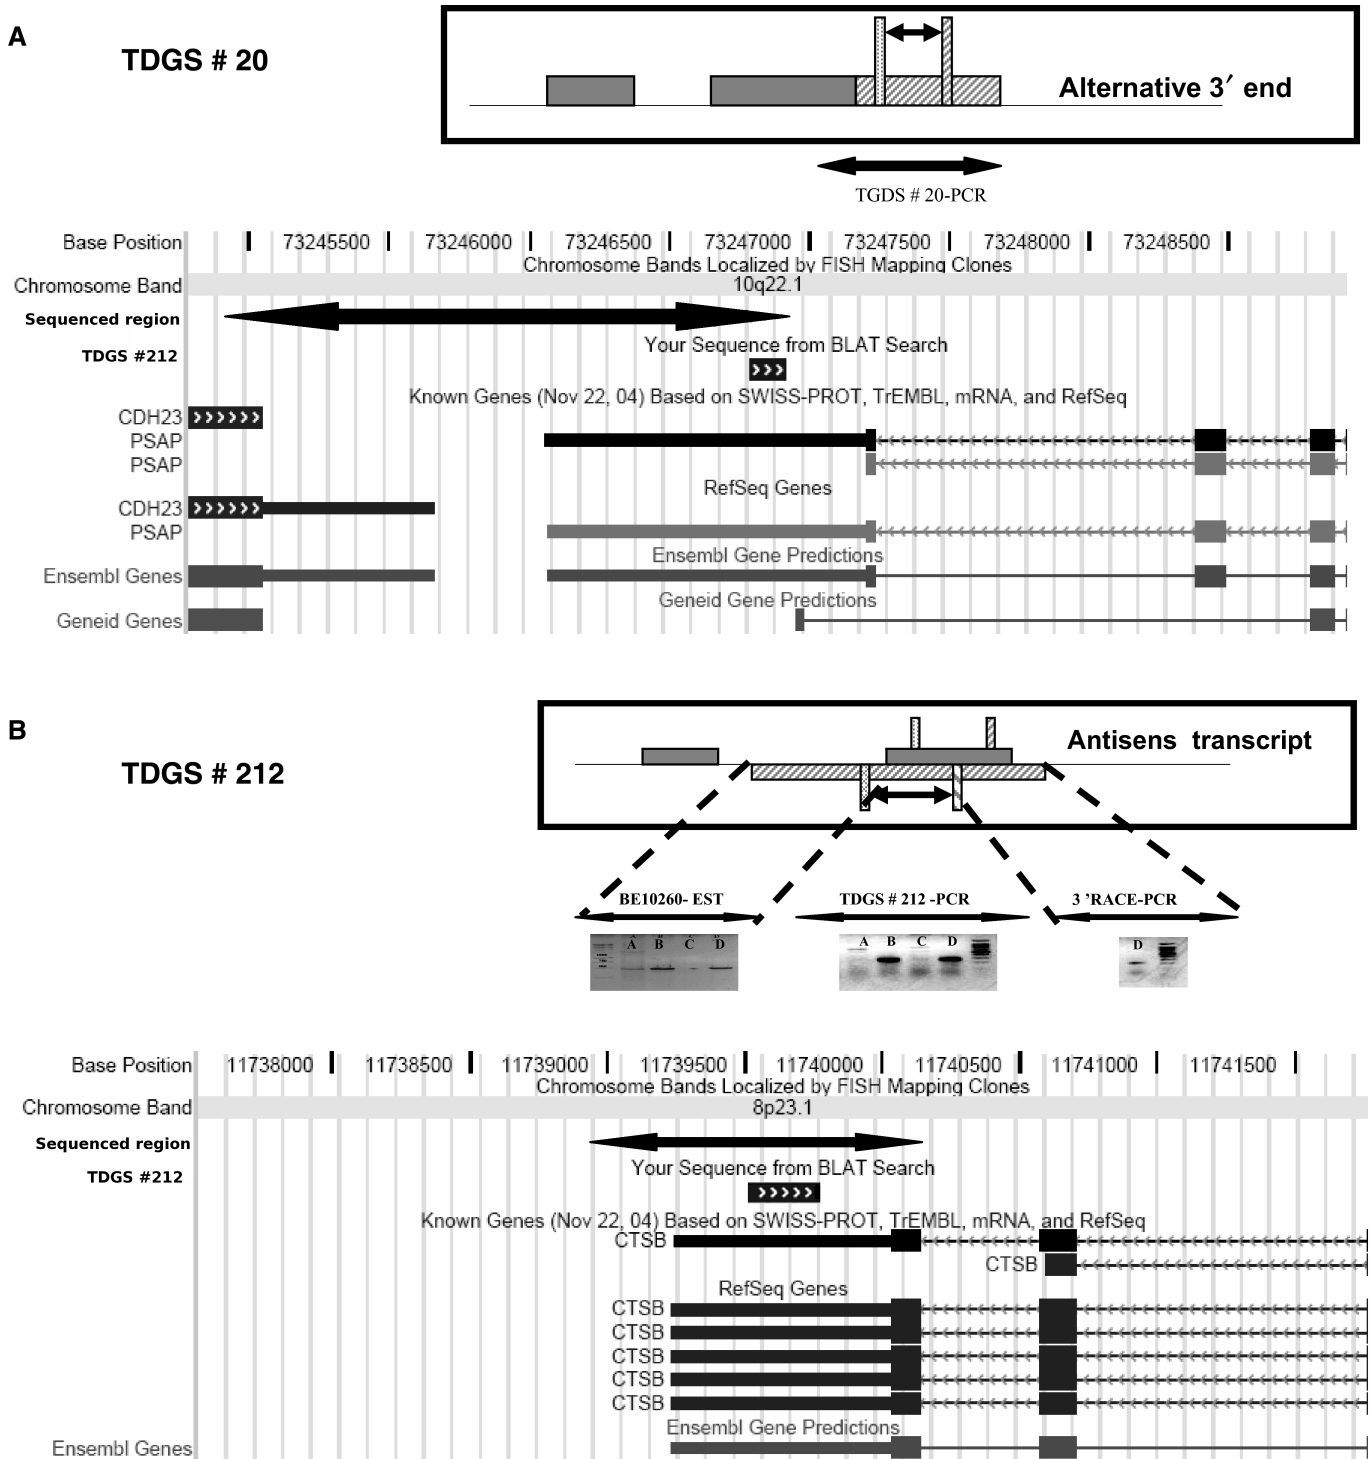 A
TDGS # 20
Alternative 3′ end
TGDS # 20-PCR
Base Position 73245500 73246000 73246500 73247000 73247500 73248000 73248500
Chromosome Bands Localized by FISH Mapping Clones
Chromosome Band 10q22.1
Sequenced region
Your Sequence from BLAT Search
TDGS #212
Known Genes (Nov 22, 04) Based on SWISS-PROT, TrEMBL, mRNA, and RefSeq
CDH23
PSAP
PSAP
RefSeq Genes
CDH23
PSAP
Ensembl Gene Predictions
Ensembl Genes
Geneid Gene Predictions
Geneid Genes
B
TDGS # 212
Antisens transcript
BE10260- EST TDGS # 212 -PCR 3 ’RACE-PCR
A B C D A B C D D
Base Position 11738000 11738500 11739000 11739500 11740000 11740500 11741000 11741500
Chromosome Bands Localized by FISH Mapping Clones
Chromosome Band 8p23.1
Sequenced region
Your Sequence from BLAT Search
TDGS #212
Known Genes (Nov 22, 04) Based on SWISS-PROT, TrEMBL, mRNA, and RefSeq
CTSB
CTSB
RefSeq Genes
CTSB
CTSB
CTSB
CTSB
CTSB
Ensembl Gene Predictions
Ensembl Genes